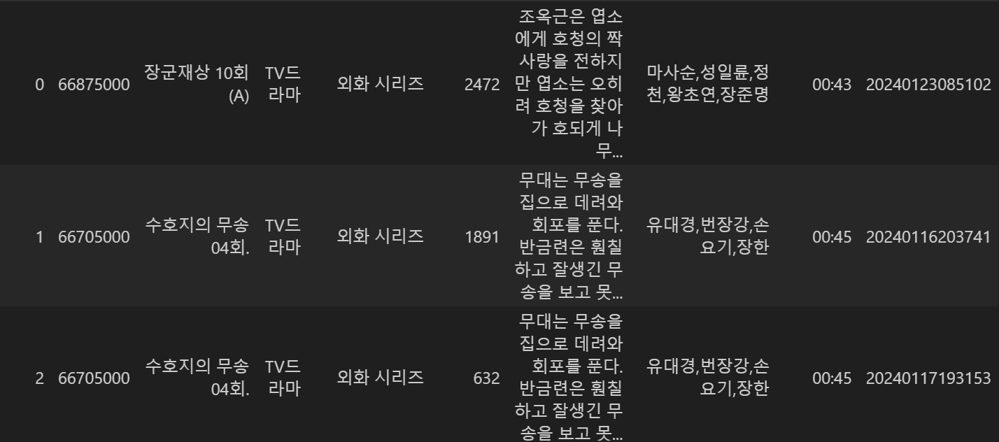 0 66875000 장군재상 10회(A) TV드라마 외화 시리즈 2472 조옥근은 엽소에게 호청의 짝사랑을 전하지만 엽소는 오히려 호청을 찾아가 호되게 나무... 마사순,성일륜,정천,왕초연,장준명 00:43 20240123085102
1 66705000 수호지의 무송 04회. TV드라마 외화 시리즈 1891 무대는 무송을 집으로 데려와 회포를 푼다. 반금련은 훤칠하고 잘생긴 무송을 보고 못... 유대경,번장강,손요기,장한 00:45 20240116203741
2 66705000 수호지의 무송 04회. TV드라마 외화 시리즈 632 무대는 무송을 집으로 데려와 회포를 푼다. 반금련은 훤칠하고 잘생긴 무송을 보고 못... 유대경,번장강,손요기,장한 00:45 20240117193153